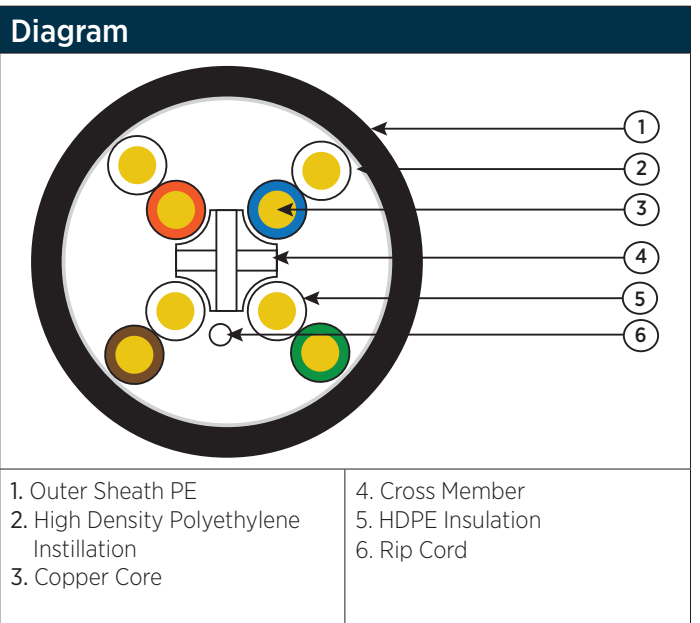 Diagram
1
2
3
4
5
6
1. Outer Sheath PE
2. High Density Polyethylene
Instillation
3. Copper Core
4. Cross Member
5. HDPE Insulation
6. Rip Cord